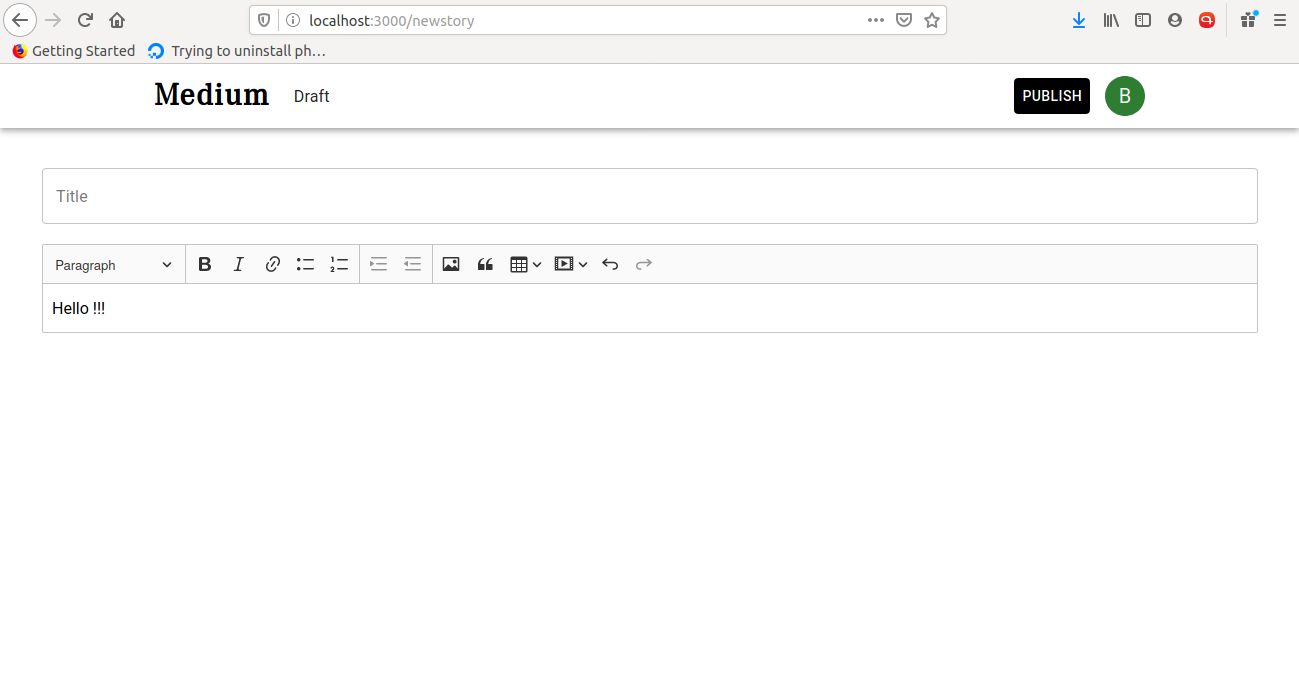 localhost:3000/newstory
Getting Started Trying to uninstall ph...
Medium Draft PUBLISH B
Title
Paragraph B I
Hello !!!